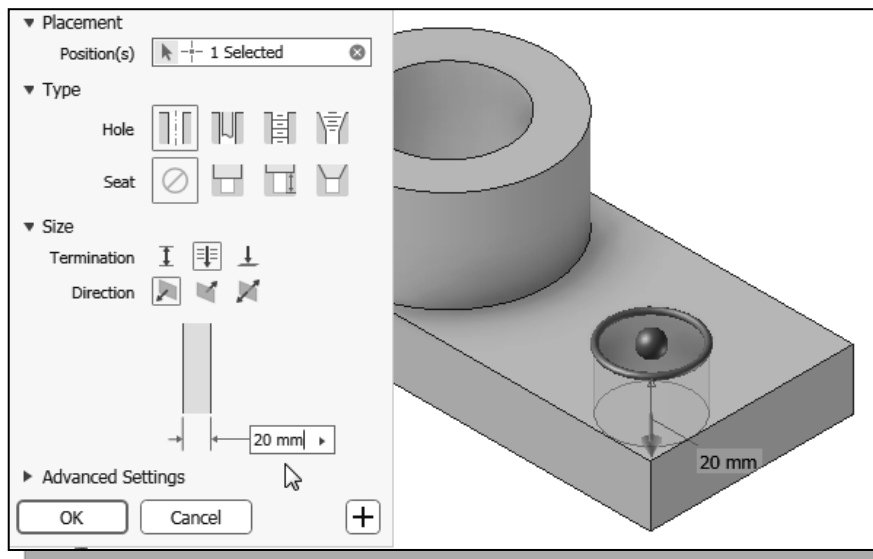 Placement
Position(s) 1 Selected
Type
Hole
Seat
Size
Termination
Direction
20 mm
20 mm
Advanced Settings
OK Cancel +